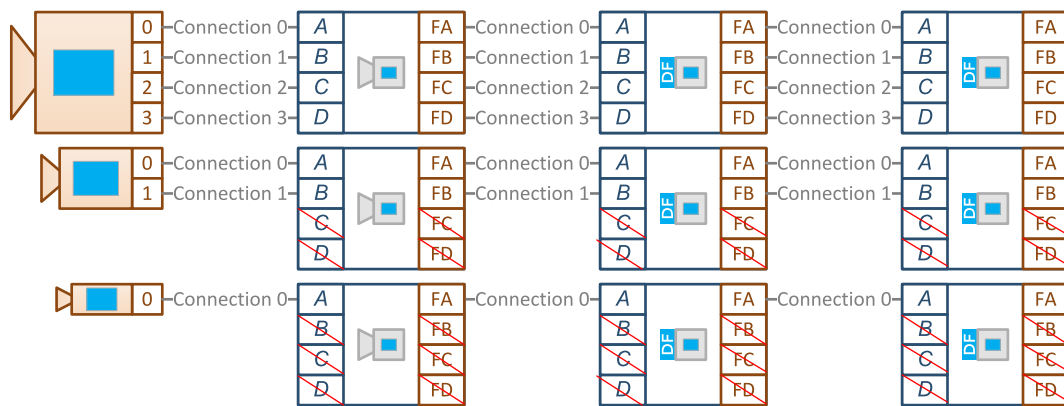 0 Connection 0 A FA Connection 0 A FA Connection 0 A FA
1 Connection 1 B FB Connection 1 B FB Connection 1 B FB
2 Connection 2 C FC Connection 2 C FC Connection 2 C FC
3 Connection 3 D FD Connection 3 D FD Connection 3 D FD
DF DF
0 Connection 0 A FA Connection 0 A FA Connection 0 A FA
1 Connection 1 B FB Connection 1 B FB Connection 1 B FB
C FC C FC C FC
D FD D FD D FD
DF DF
0 Connection 0 A FA Connection 0 A FA Connection 0 A FA
B FB B FB B FB
C FC C FC C FC
D FD D FD D FD
DF DF